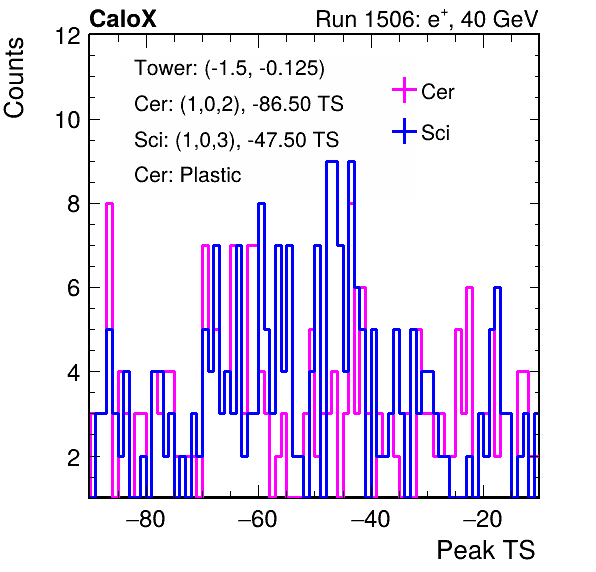 CaloX Run 1506: e⁺, 40 GeV
Counts
12
10
8
6
4
2
Tower: (-1.5, -0.125)
Cer: (1,0,2), -86.50 TS
Sci: (1,0,3), -47.50 TS
Cer: Plastic
Cer
Sci
−80 −60 −40 −20
Peak TS